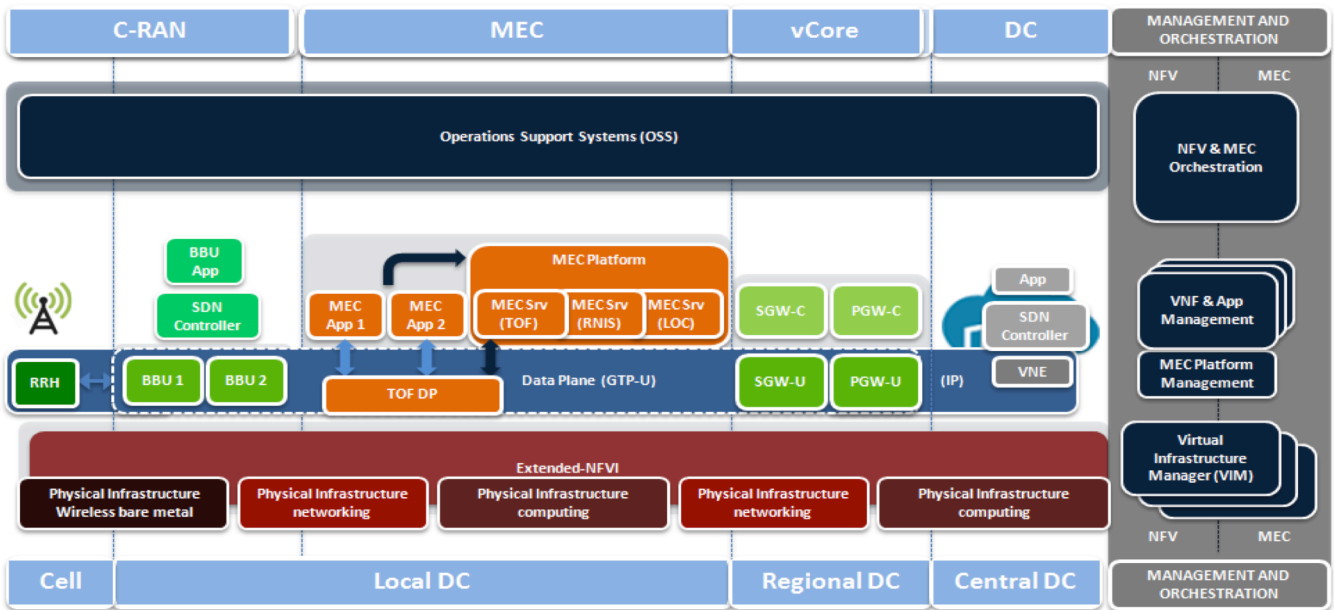 C-RAN
MEC
vCore
DC
MANAGEMENT AND
ORCHESTRATION
NFV
MEC
Operations Support Systems (OSS)
NFV & MEC
Orchestration
BBU
App
SDN
Controller
MEC Platform
MEC
App 1
MEC
App 2
MEC Srv
(TOF)
MEC Srv
(RNIS)
MEC Srv
(LOC)
SGW-C
PGW-C
App
SDN
Controller
VNF & App
Management
RRH
BBU 1
BBU 2
TOF DP
Data Plane (GTP-U)
SGW-U
PGW-U
(IP)
VNE
MEC Platform
Management
Extended-NFVI
Virtual
Infrastructure
Manager (VIM)
Physical Infrastructure
Wireless bare metal
Physical Infrastructure
networking
Physical Infrastructure
computing
Physical Infrastructure
networking
Physical Infrastructure
computing
NFV
MEC
Cell
Local DC
Regional DC
Central DC
MANAGEMENT AND
ORCHESTRATION